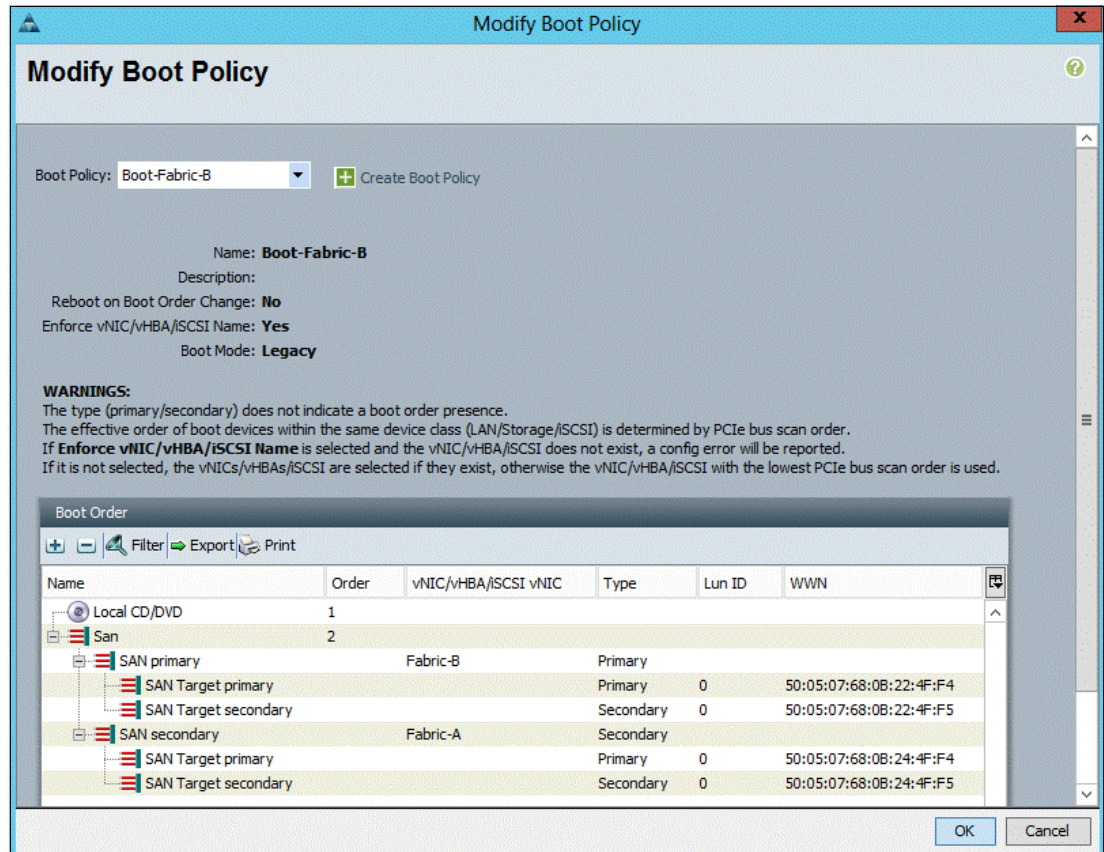 Modify Boot Policy
x
Modify Boot Policy
?
Boot Policy: Boot-Fabric-B Create Boot Policy
Name: Boot-Fabric-B
Description:
Reboot on Boot Order Change: No
Enforce vNIC/vHBA/iSCSI Name: Yes
Boot Mode: Legacy
WARNINGS:
The type (primary/secondary) does not indicate a boot order presence.
The effective order of boot devices within the same device class (LAN/Storage/iSCSI) is determined by PCIe bus scan order.
If Enforce vNIC/vHBA/iSCSI Name is selected and the vNIC/vHBA/iSCSI does not exist, a config error will be reported.
If it is not selected, the vNICs/vHBAs/iSCSI are selected if they exist, otherwise the vNIC/vHBA/iSCSI with the lowest PCIe bus scan order is used.
Boot Order
Filter Export Print
Name Order vNIC/vHBA/iSCSI vNIC Type Lun ID WWN
Local CD/DVD 1
San 2
SAN primary Fabric-B Primary
SAN Target primary Primary 0 50:05:07:68:0B:22:4F:F4
SAN Target secondary Secondary 0 50:05:07:68:0B:22:4F:F5
SAN secondary Fabric-A Secondary
SAN Target primary Primary 0 50:05:07:68:0B:24:4F:F4
SAN Target secondary Secondary 0 50:05:07:68:0B:24:4F:F5
OK Cancel